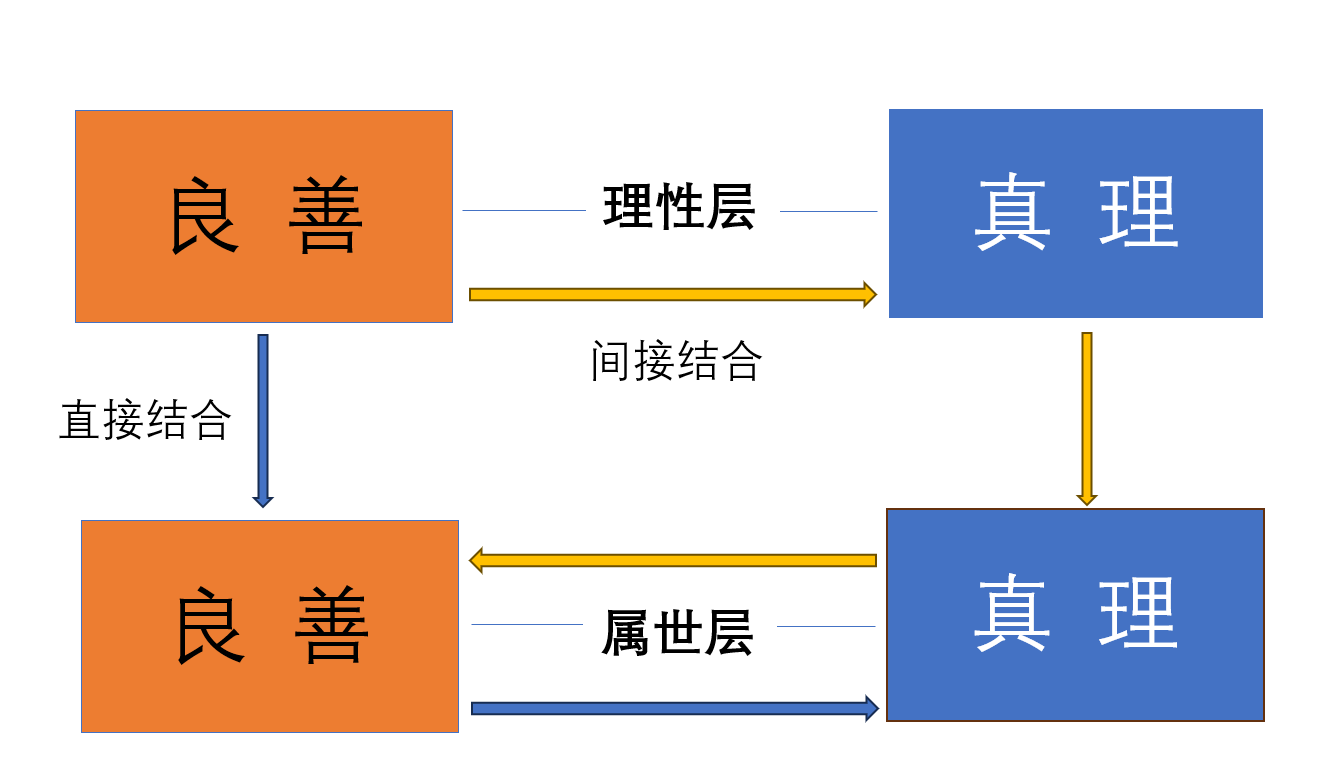 良 善
理性层
真 理
间接结合
直接结合
良 善
属世层
真 理